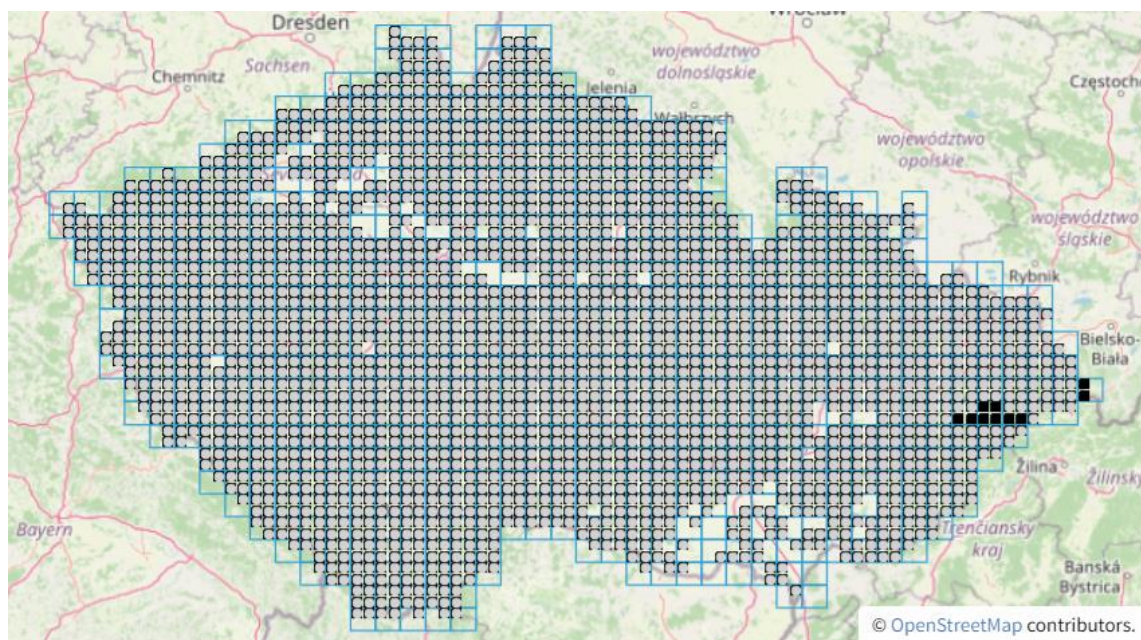 Dresden
Wrocław
województwo
dolnośląskie
Sachsen
Chemnitz
Jelenia
Częstocho
Wałbrzych
województwo
opolskie
województwo
śląskie
Rybnik
Bielsko-
Biała
Žilina
Žilinský
Bayern
Trenčiansky
kraj
Banská
Bystrica
© OpenStreetMap contributors.